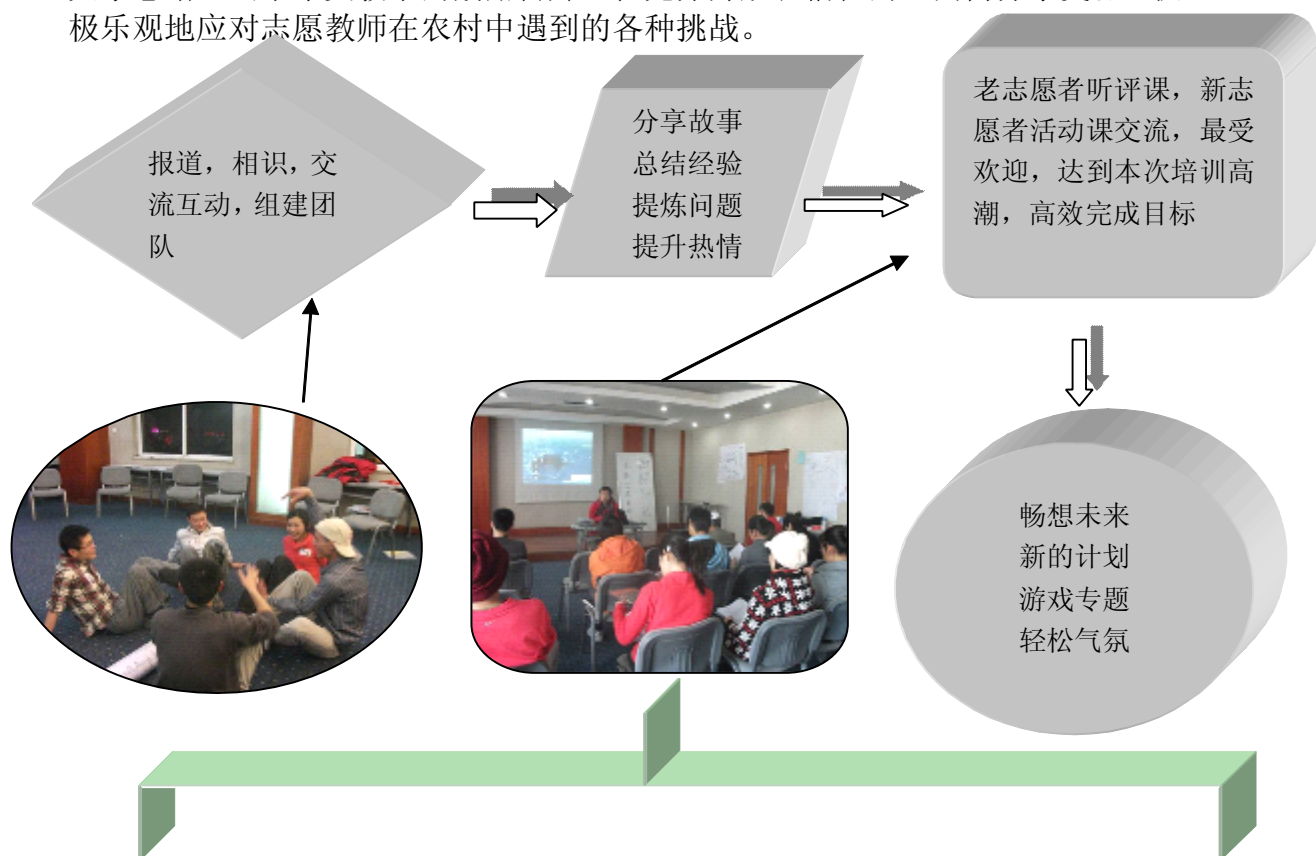 极乐观地应对志愿教师在农村中遇到的各种挑战。
报道，相识，交
流互动，组建团
队
分享故事
总结经验
提炼问题
提升热情
老志愿者听评课，新志
愿者活动课交流，最受
欢迎，达到本次培训高
潮，高效完成目标
畅想未来
新的计划
游戏专题
轻松气氛